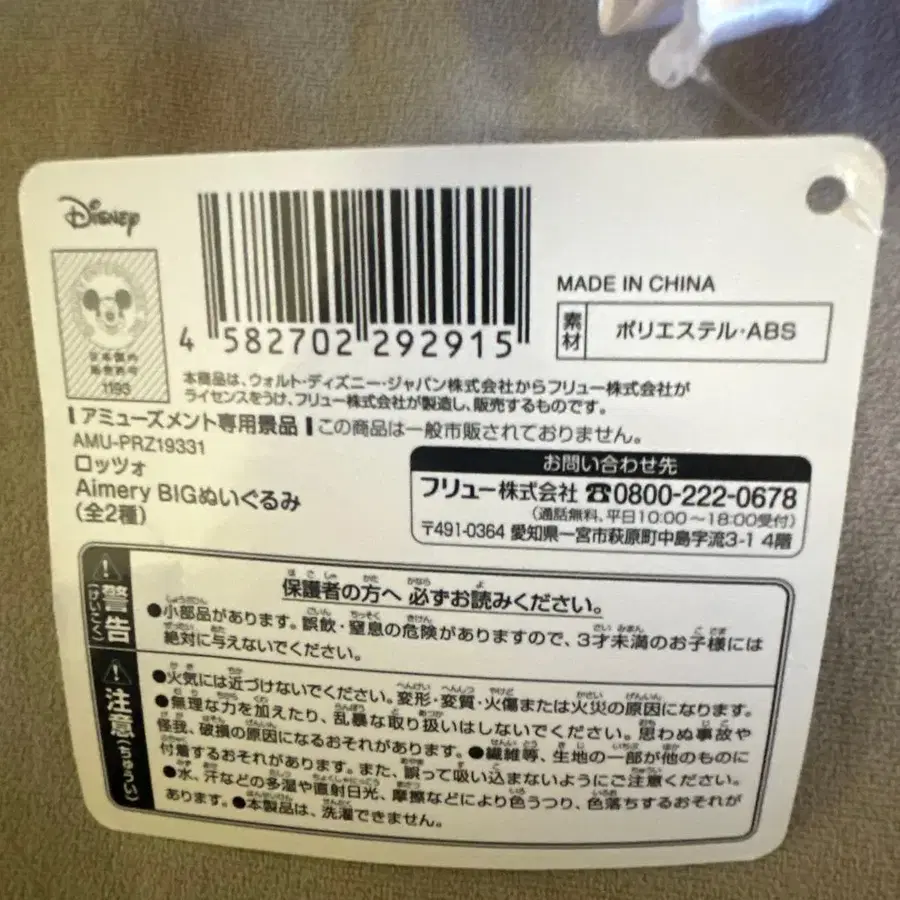 Disney
4 582702 292915
MADE IN CHINA
素材 ポリエステル・ABS
日本国内
販売許可
1193
本商品は、ウォルト・ディズニー・ジャパン株式会社からフリュー株式会社が
ライセンスをうけ、フリュー株式会社が製造し、販売するものです。
アミューズメント専用景品 この商品は一般市販されておりません。
AMU-PRZ19331
ロッツォ
Aimery BIGぬいぐるみ
(全2種)
お問い合わせ先
フリュー株式会社 ☎0800-222-0678
(通話無料、平日10:00~18:00受付)
〒491-0364 愛知県一宮市萩原町中島字流3-1 4階
警告(けいこく)
保護者の方へ 必ずお読みください。
●小部品があります。誤飲・窒息の危険がありますので、3才未満のお子様には
絶対に与えないでください。
注意(ちゅうい)
●火気には近づけないでください。変形・変質・火傷または火災の原因になります。
●無理な力を加えたり、乱暴な取り扱いはしないでください。思わぬ事故や
怪我、破損の原因になるおそれがあります。●繊維等、生地の一部が他のものに
付着するおそれがあります。また、誤って吸い込まないようにご注意ください。
●水、汗などの多湿や直射日光、摩擦などにより色うつり、色落ちするおそれが
あります。●本製品は、洗濯できません。